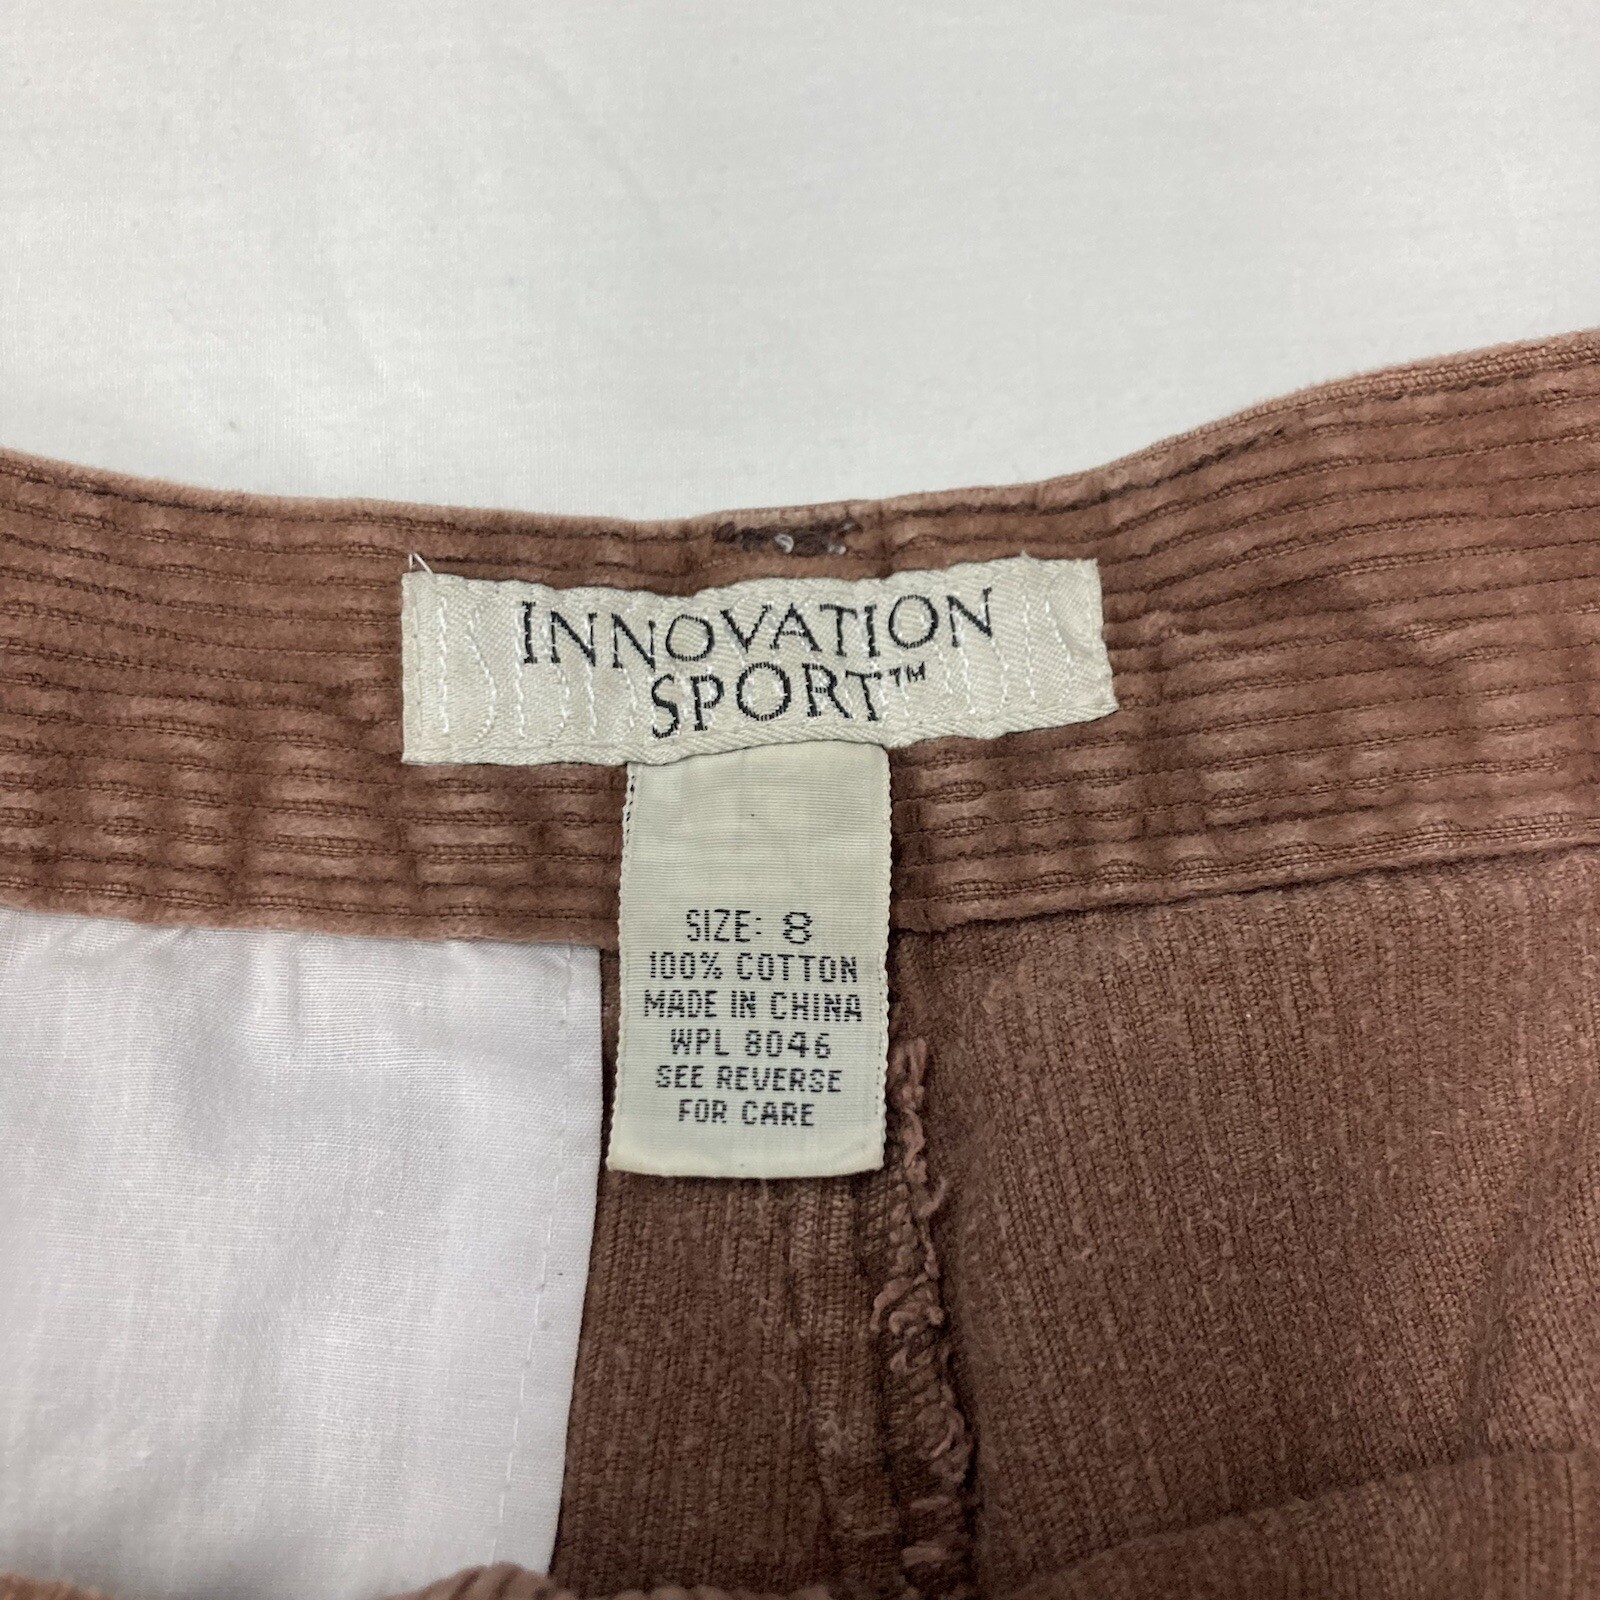 INNOVATION
SPORT™
SIZE: 8
100% COTTON
MADE IN CHINA
WPL 8046
SEE REVERSE
FOR CARE